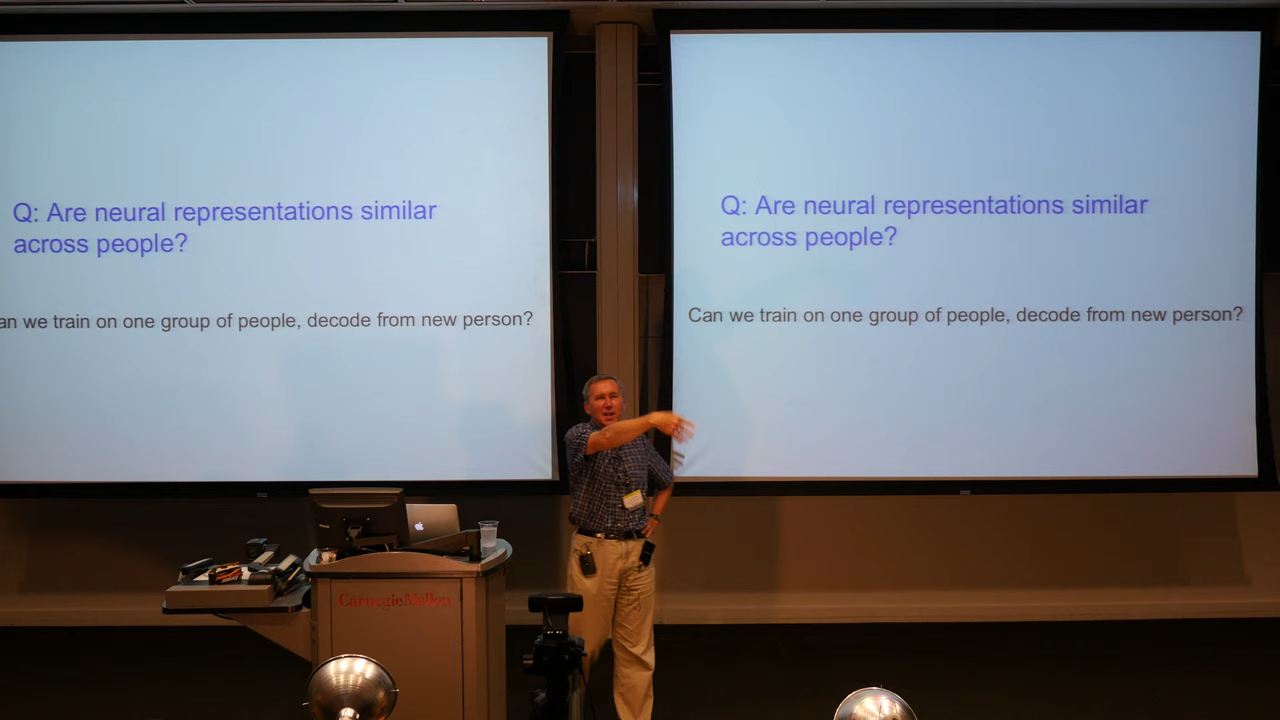 Q: Are neural representations similar
across people?
an we train on one group of people, decode from new person?
Q: Are neural representations similar
across people?
Can we train on one group of people, decode from new person?
Carnegie Mellon